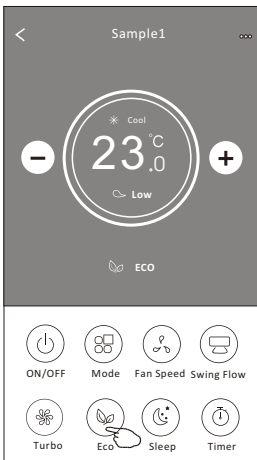 Sample1
Cool
23.0°C
Low
ECO
ON/OFF Mode Fan Speed Swing Flow
Turbo Eco Sleep Timer